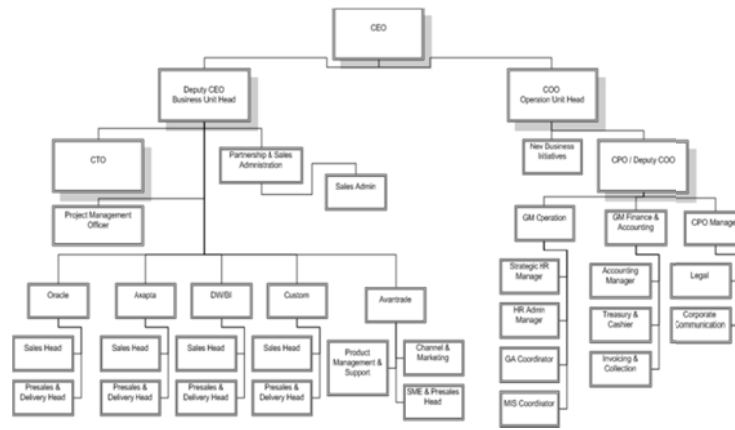 CEO
Deputy CEO
Business Unit Head
COO
Operation Unit Head
CTO
Partnership & Sales
Administration
Sales Admin
New Business
Initiatives
CPO / Deputy COO
Project Management
Officer
GM Operation
GM Finance &
Accounting
CPO Manage
Strategic HR
Manager
Accounting
Manager
Legal
Oracle
Axapta
DW/BI
Custom
Avantrade
HR Admin
Manager
Treasury &
Cashier
Corporate
Communication
Sales Head
Sales Head
Sales Head
Sales Head
Product
Management &
Support
Channel &
Marketing
GA Coordinator
Invoicing &
Collection
Presales &
Delivery Head
Presales &
Delivery Head
Presales &
Delivery Head
Presales &
Delivery Head
SME & Presales
Head
MIS Coordinator